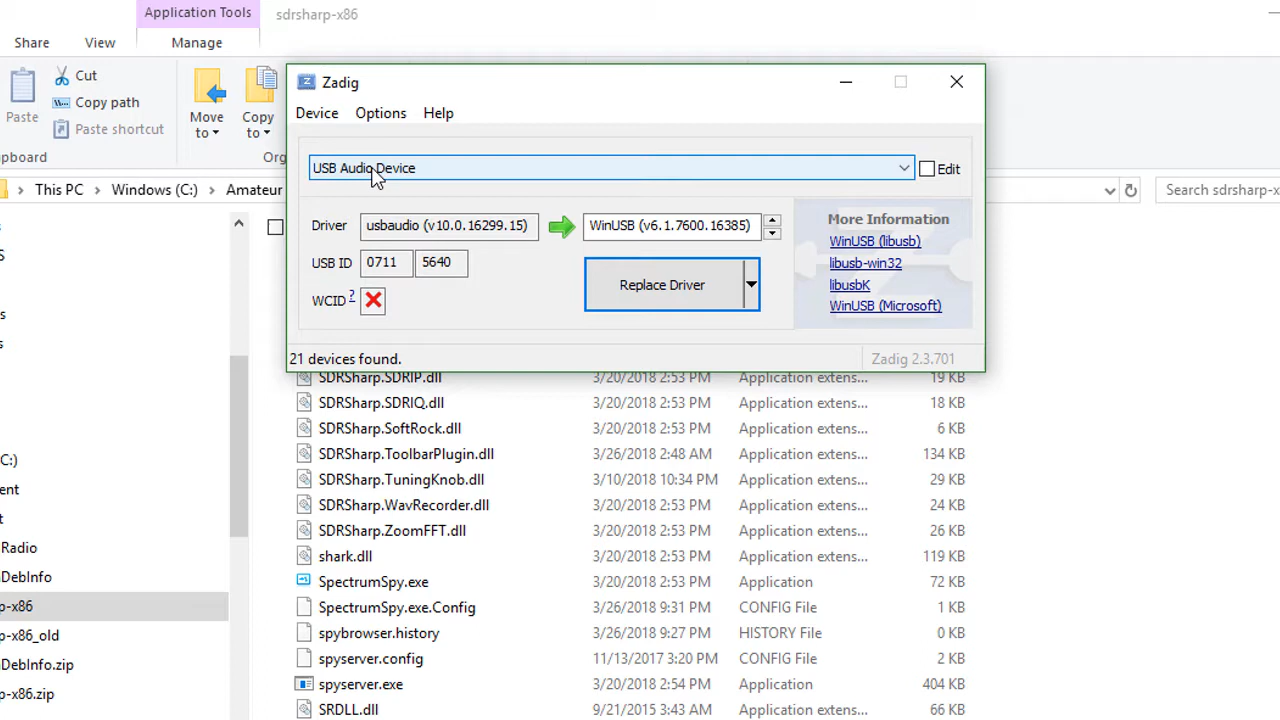 Application Tools
sdrsharp-x86
Share
View
Manage
Paste
Cut
Copy path
Paste shortcut
Move to
Copy to
pboard
Org
This PC > Windows (C:) > Amateur
Search sdrsharp-x
Zadig
Device
Options
Help
USB Audio Device
Edit
Driver
usbaudio (v10.0.16299.15)
WinUSB (v6.1.7600.16385)
USB ID
0711
5640
WCID ?
Replace Driver
More Information
WinUSB (libusb)
libusb-win32
libusbK
WinUSB (Microsoft)
21 devices found.
Zadig 2.3.701
C:)
ent
Radio
DebInfo
p-x86
p-x86_old
DebInfo.zip
p-x86.zip
SDRSharp.SDRIP.dll 3/20/2018 2:53 PM Application extens... 19 KB
SDRSharp.SDRIQ.dll 3/20/2018 2:53 PM Application extens... 18 KB
SDRSharp.SoftRock.dll 3/20/2018 2:53 PM Application extens... 6 KB
SDRSharp.ToolbarPlugin.dll 3/26/2018 2:48 AM Application extens... 134 KB
SDRSharp.TuningKnob.dll 3/10/2018 10:34 PM Application extens... 29 KB
SDRSharp.WavRecorder.dll 3/20/2018 2:53 PM Application extens... 24 KB
SDRSharp.ZoomFFT.dll 3/20/2018 2:53 PM Application extens... 26 KB
shark.dll 3/20/2018 2:53 PM Application extens... 119 KB
SpectrumSpy.exe 3/20/2018 2:53 PM Application 72 KB
SpectrumSpy.exe.Config 3/26/2018 9:31 PM CONFIG File 1 KB
spybrowser.history 3/26/2018 9:27 PM HISTORY File 0 KB
spyserver.config 11/13/2017 3:20 PM CONFIG File 2 KB
spyserver.exe 3/20/2018 2:54 PM Application 404 KB
SRDLL.dll 9/21/2015 3:43 AM Application extens... 66 KB